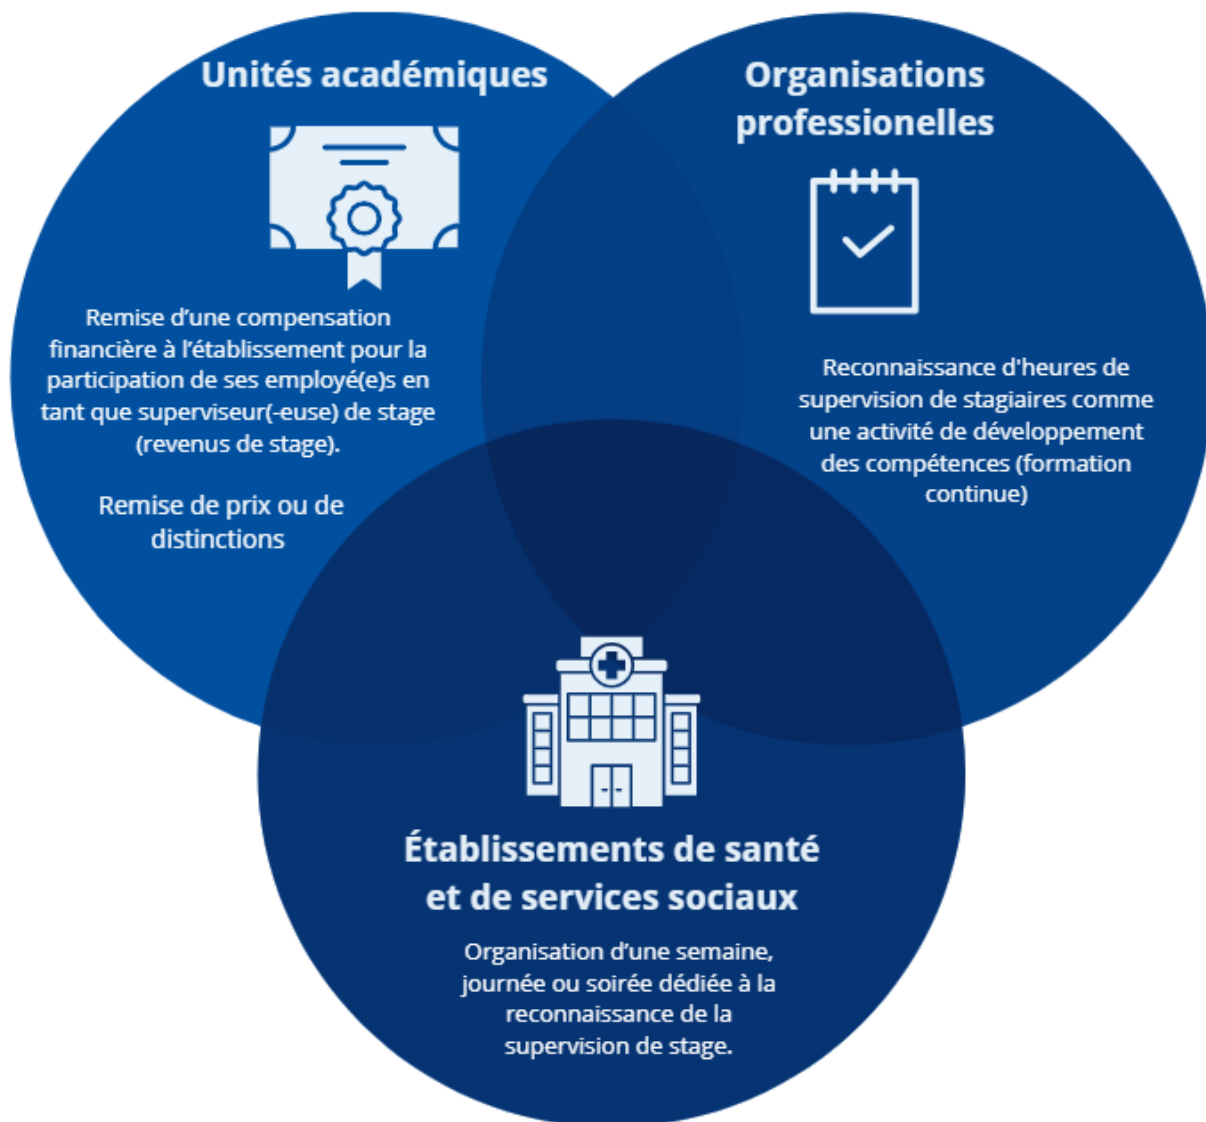 Unités académiques
Remise d’une compensation
financière à l’établissement pour la
participation de ses employé(e)s en
tant que superviseur(-euse) de stage
(revenus de stage).
Remise de prix ou de
distinctions
Organisations
professionelles
Reconnaissance d'heures de
supervision de stagiaires comme
une activité de développement
des compétences (formation
continue)
Établissements de santé
et de services sociaux
Organisation d’une semaine,
journée ou soirée dédiée à la
reconnaissance de la
supervision de stage.